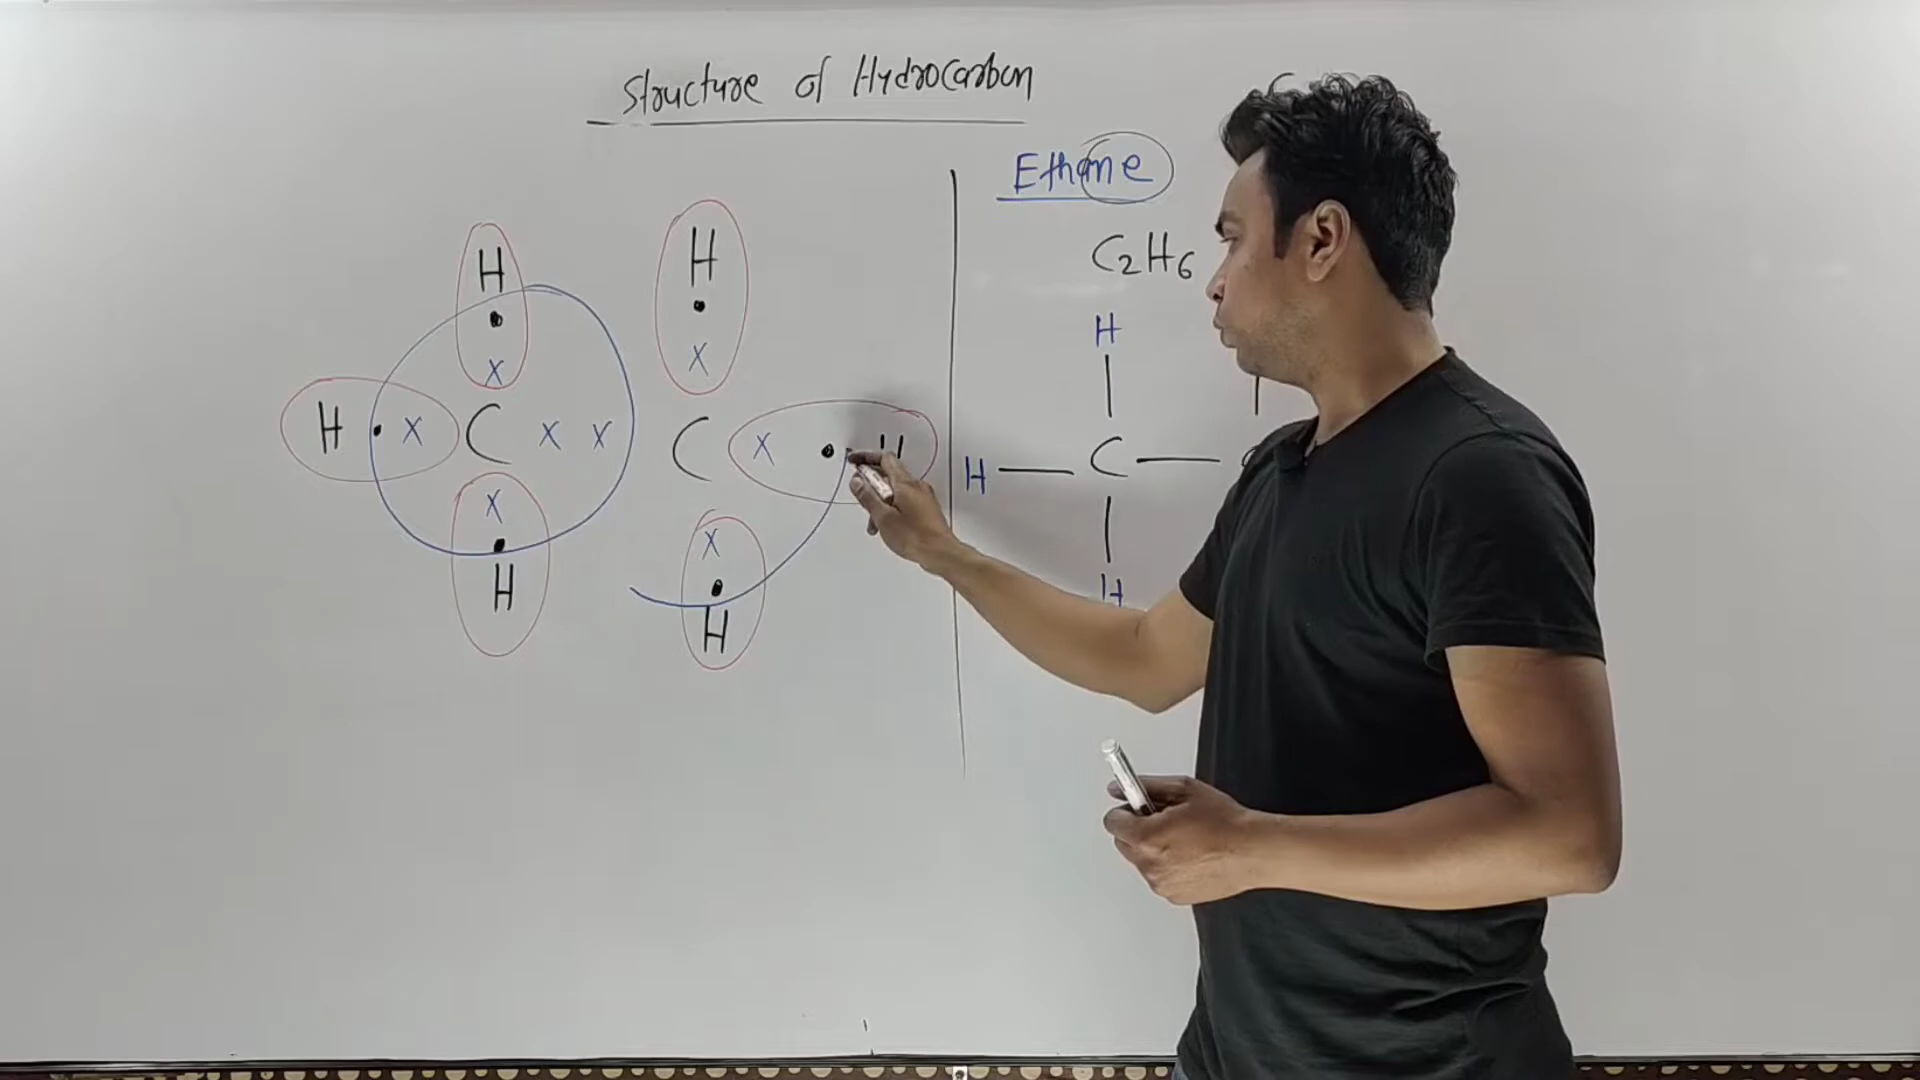 Structure of Hydrocarbon
Ethane
C2H6
H H
H
X X
H X C X X C X H
H C
X X
H H
H